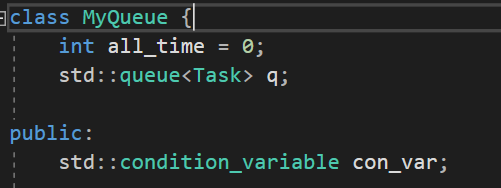 class MyQueue {
int all_time = 0;
std::queue<Task> q;
public:
std::condition_variable con_var;